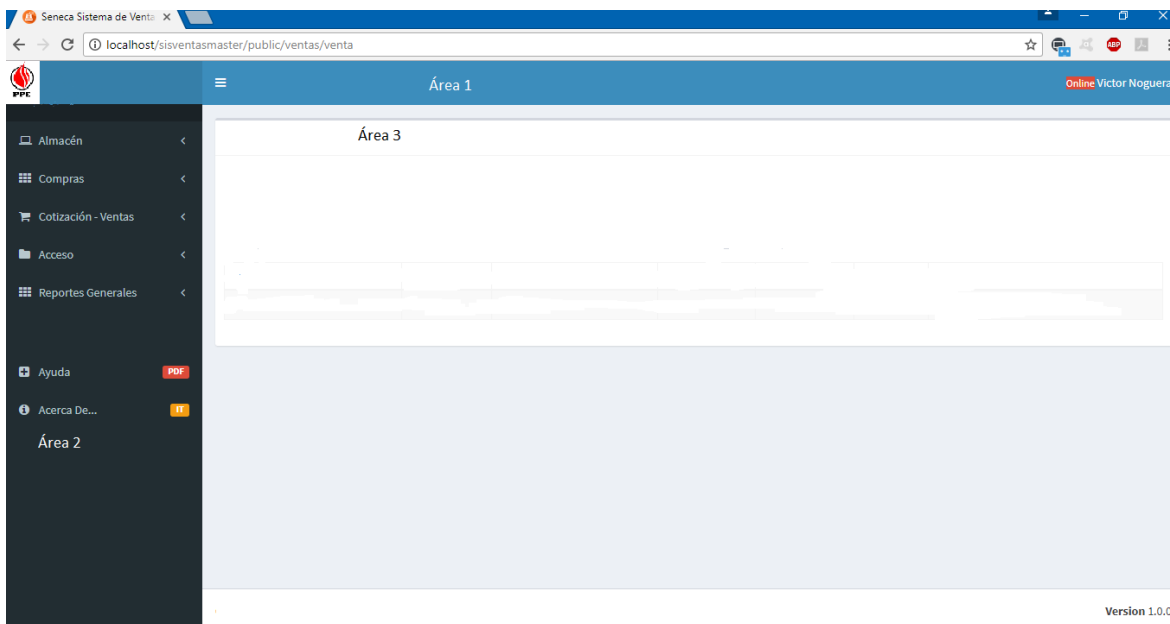 Seneca Sistema de Venta
localhost/sisventasmaster/public/ventas/venta
ABP
PPE
Área 1
Online Victor Noguera
Área 3
Almacén
Compras
Cotización - Ventas
Acceso
Reportes Generales
Ayuda PDF
Acerca De... IT
Área 2
Version 1.0.0